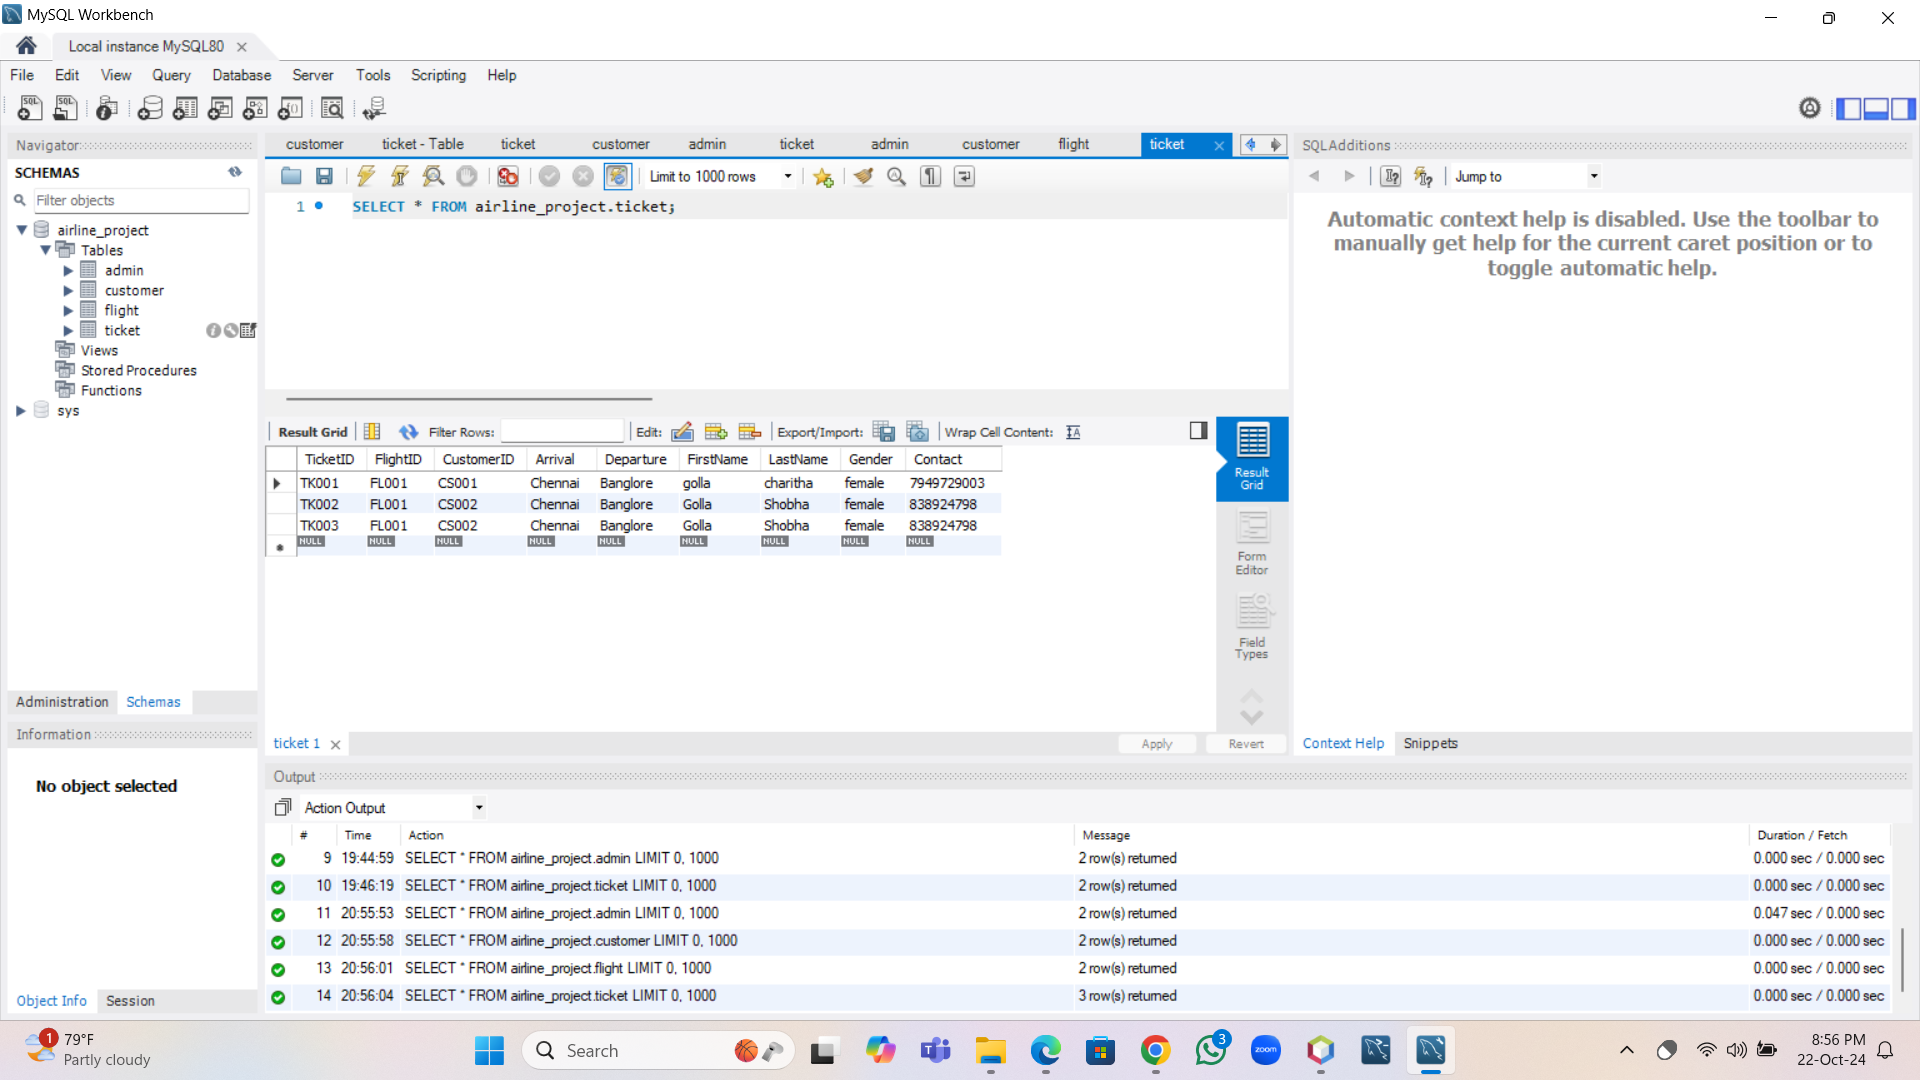 MySQL Workbench
Local instance MySQL80
File Edit View Query Database Server Tools Scripting Help
Navigator
SCHEMAS
Filter objects
airline_project
Tables
admin
customer
flight
ticket
Views
Stored Procedures
Functions
sys
Administration Schemas
Information
No object selected
Object Info Session
customer ticket - Table ticket customer admin ticket admin customer flight ticket
Limit to 1000 rows
1 SELECT * FROM airline_project.ticket;
Result Grid Filter Rows: Edit: Export/Import: Wrap Cell Content:
TicketID FlightID CustomerID Arrival Departure FirstName LastName Gender Contact
TK001 FL001 CS001 Chennai Banglore golla charitha female 7949729003
TK002 FL001 CS002 Chennai Banglore Golla Shobha female 838924798
TK003 FL001 CS002 Chennai Banglore Golla Shobha female 838924798
NULL NULL NULL NULL NULL NULL NULL NULL NULL
Result
Grid
Form
Editor
Field
Types
ticket 1
Apply Revert
SQLAdditions
Jump to
Automatic context help is disabled. Use the toolbar to
manually get help for the current caret position or to
toggle automatic help.
Context Help Snippets
Output
Action Output
# Time Action Message Duration / Fetch
9 19:44:59 SELECT * FROM airline_project.admin LIMIT 0, 1000 2 row(s) returned 0.000 sec / 0.000 sec
10 19:46:19 SELECT * FROM airline_project.ticket LIMIT 0, 1000 2 row(s) returned 0.000 sec / 0.000 sec
11 20:55:53 SELECT * FROM airline_project.admin LIMIT 0, 1000 2 row(s) returned 0.047 sec / 0.000 sec
12 20:55:58 SELECT * FROM airline_project.customer LIMIT 0, 1000 2 row(s) returned 0.000 sec / 0.000 sec
13 20:56:01 SELECT * FROM airline_project.flight LIMIT 0, 1000 2 row(s) returned 0.000 sec / 0.000 sec
14 20:56:04 SELECT * FROM airline_project.ticket LIMIT 0, 1000 3 row(s) returned 0.000 sec / 0.000 sec
1
79°F
Partly cloudy
Search
3
zoom
8:56 PM
22-Oct-24